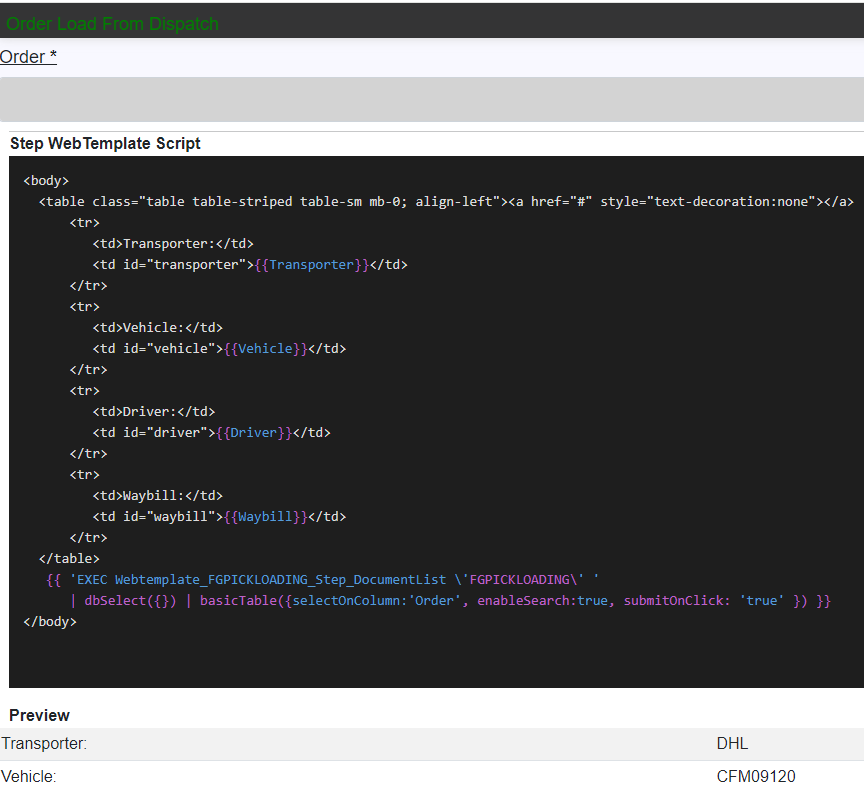 Order Load From Dispatch
Order *
Step WebTemplate Script
<body>
<table class="table table-striped table-sm mb-0; align-left"><a href="#" style="text-decoration:none"></a>
<tr>
<td>Transporter:</td>
<td id="transporter">{{Transporter}}</td>
</tr>
<tr>
<td>Vehicle:</td>
<td id="vehicle">{{Vehicle}}</td>
</tr>
<tr>
<td>Driver:</td>
<td id="driver">{{Driver}}</td>
</tr>
<tr>
<td>Waybill:</td>
<td id="waybill">{{Waybill}}</td>
</tr>
</table>
{{ 'EXEC Webtemplate_FGPICKLOADING_Step_DocumentList \'FGPICKLOADING\' '
| dbSelect({}) | basicTable({selectOnColumn:'Order', enableSearch:true, submitOnClick: 'true' }) }}
</body>
Preview
Transporter: DHL
Vehicle: CFM09120